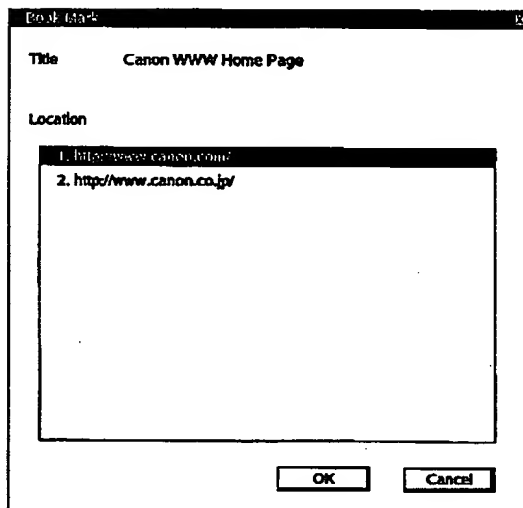 Book Mark
Title Canon WWW Home Page
Location
1. http://www.canon.com/
2. http://www.canon.co.jp/
OK Cancel